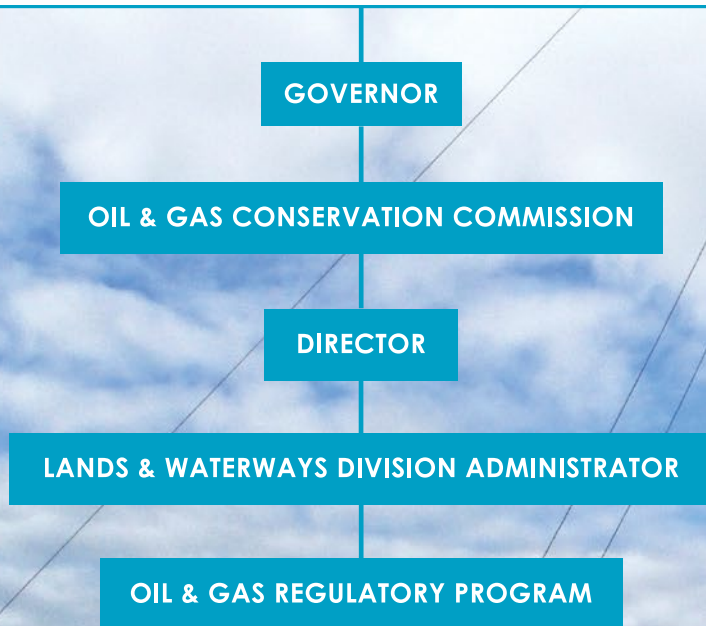 GOVERNOR
OIL & GAS CONSERVATION COMMISSION
DIRECTOR
LANDS & WATERWAYS DIVISION ADMINISTRATOR
OIL & GAS REGULATORY PROGRAM